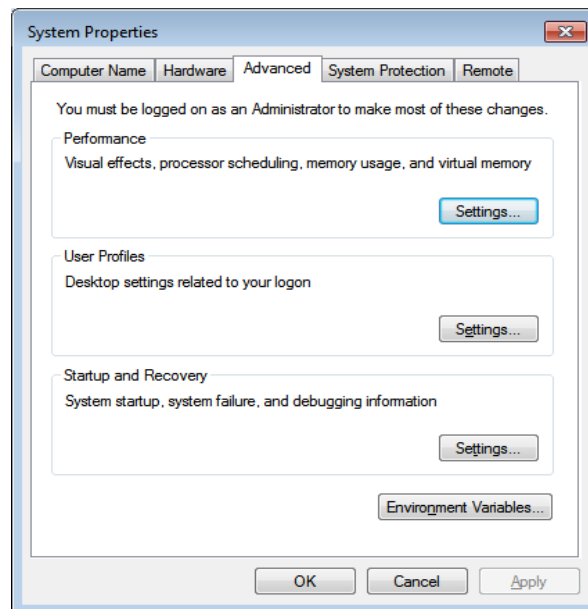 System Properties
Computer Name Hardware Advanced System Protection Remote
You must be logged on as an Administrator to make most of these changes.
Performance
Visual effects, processor scheduling, memory usage, and virtual memory
Settings...
User Profiles
Desktop settings related to your logon
Settings...
Startup and Recovery
System startup, system failure, and debugging information
Settings...
Environment Variables...
OK Cancel Apply